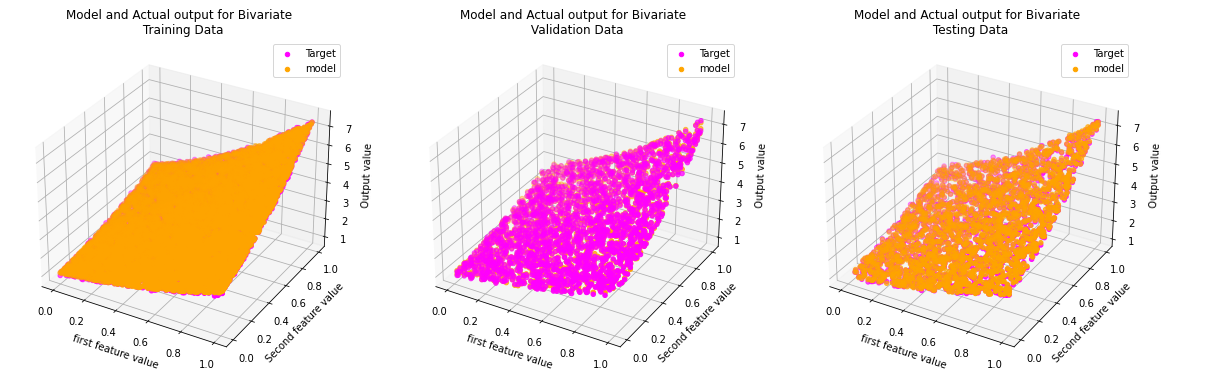 Model and Actual output for Bivariate
Training Data
Target
model
7
6
5
4
3
2
1
Output value
0.0
0.2
0.4
0.6
0.8
1.0
first feature value
0.0
0.2
0.4
0.6
0.8
1.0
Second feature value
Model and Actual output for Bivariate
Validation Data
Target
model
7
6
5
4
3
2
1
Output value
0.0
0.2
0.4
0.6
0.8
1.0
first feature value
0.0
0.2
0.4
0.6
0.8
1.0
Second feature value
Model and Actual output for Bivariate
Testing Data
Target
model
7
6
5
4
3
2
1
Output value
0.0
0.2
0.4
0.6
0.8
1.0
first feature value
0.0
0.2
0.4
0.6
0.8
1.0
Second feature value